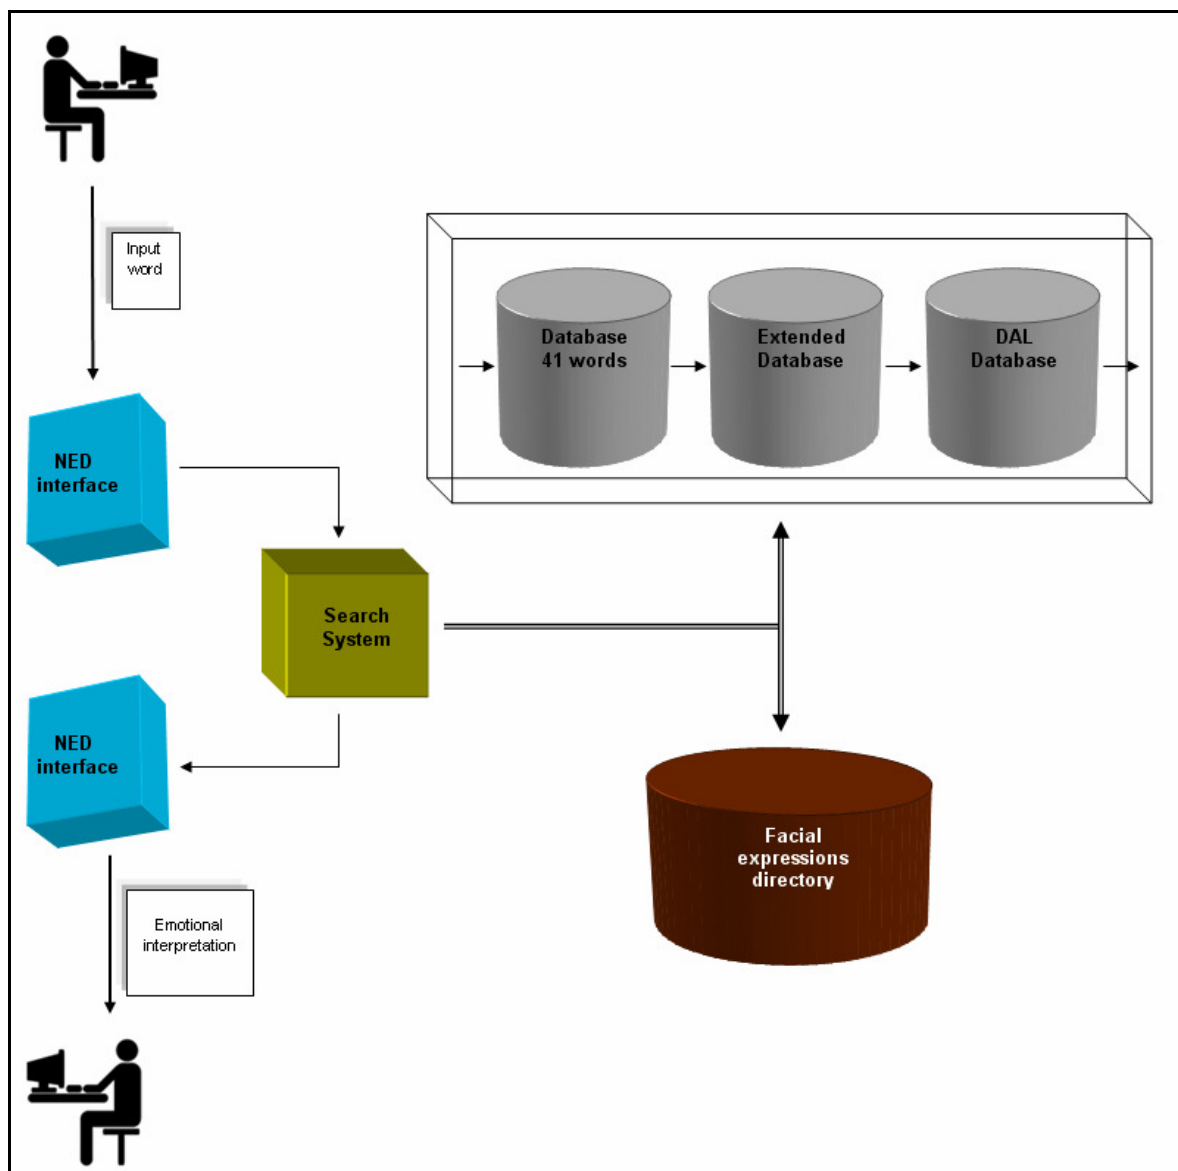 Input
word
Database
41 words
Extended
Database
DAL
Database
NED
interface
Search
System
NED
interface
Facial
expressions
directory
Emotional
interpretation